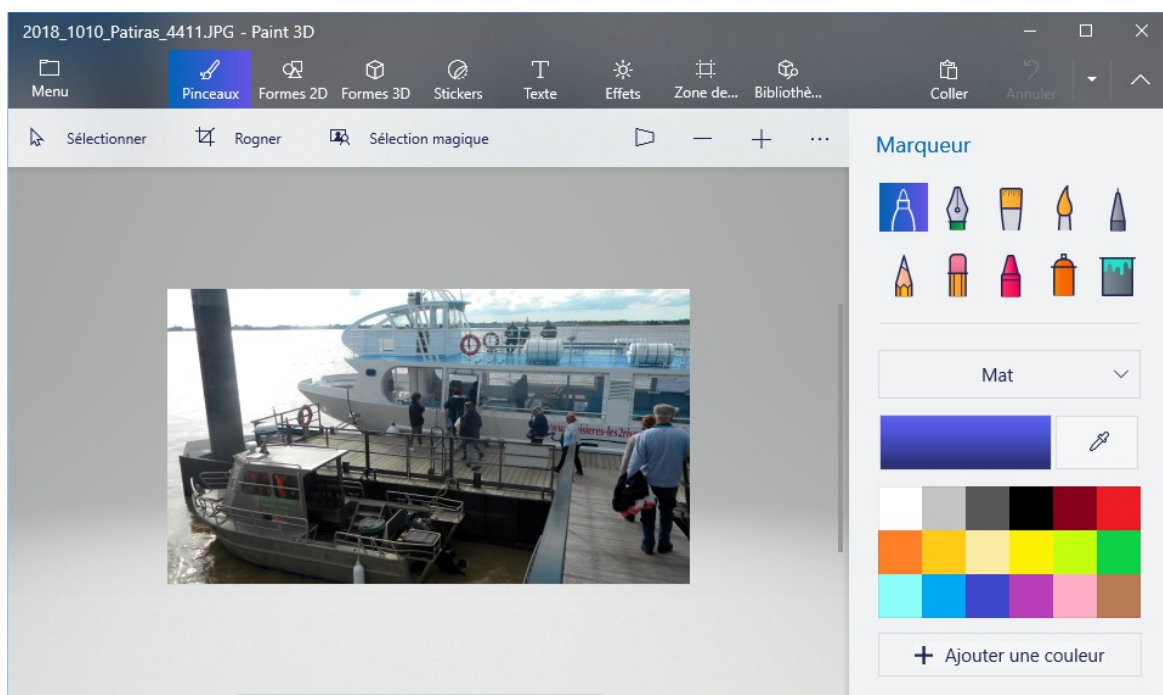 2018_1010_Patiras_4411.JPG - Paint 3D
Menu
Pinceaux
Formes 2D
Formes 3D
Stickers
Texte
Effets
Zone de...
Bibliothè...
Coller
Annuler
Sélectionner
Rogner
Sélection magique
Marqueur
Mat
Ajouter une couleur